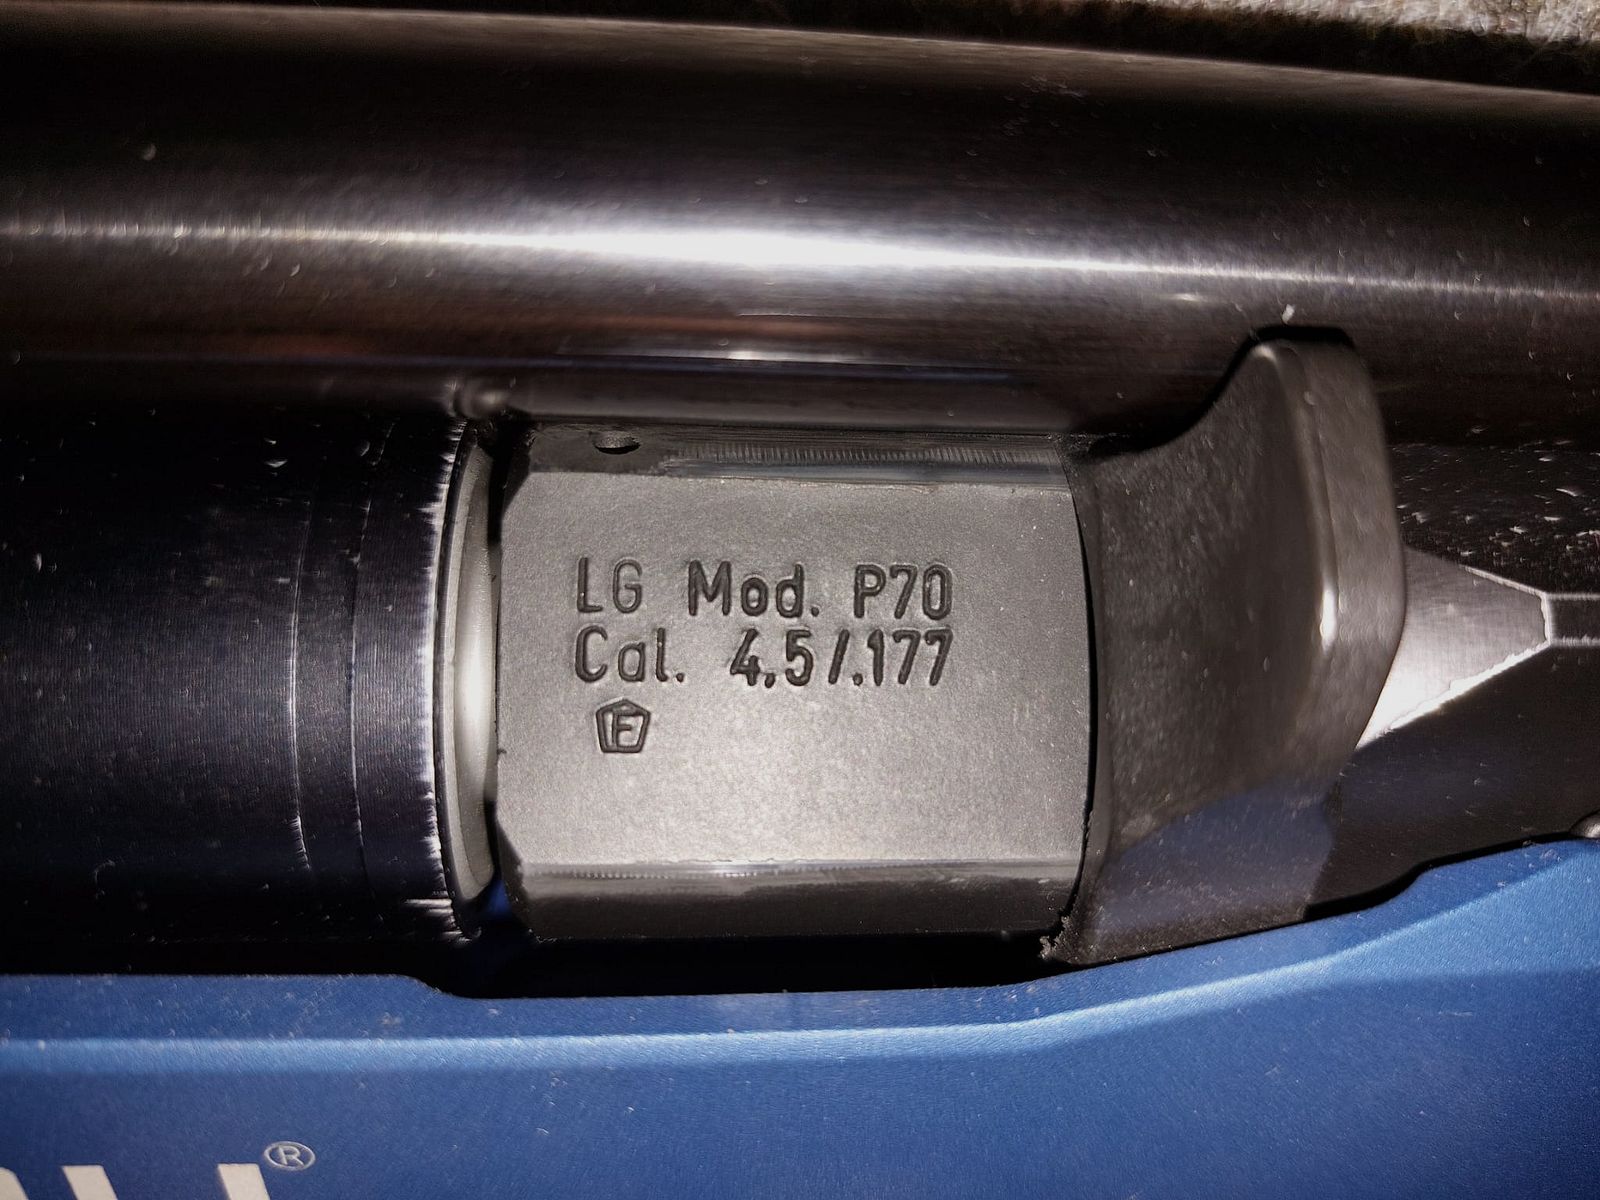 LG Mod. P70
Cal. 4,5/.177
F
®